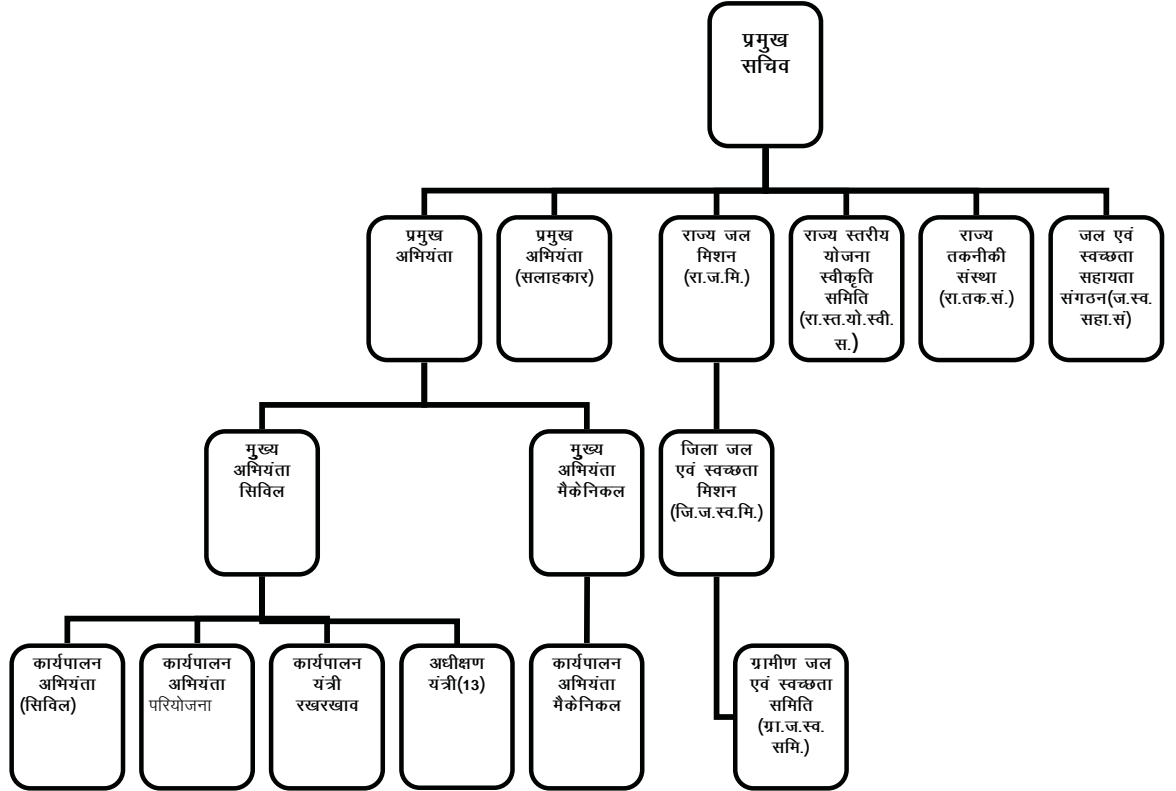 प्रमुख
सचिव
प्रमुख
अभियंता
प्रमुख
अभियंता
(सलाहकार)
राज्य जल
मिशन
(रा.ज.मि.)
राज्य स्तरीय
योजना
स्वीकृति
समिति
(रा.स्त.यो.स्वी.
स.)
राज्य
तकनीकी
संस्था
(रा.तक.सं.)
जल एवं
स्वच्छता
सहायता
संगठन(ज.स्व.
सहा.सं)
मुख्य
अभियंता
सिविल
मुख्य
अभियंता
मैकेनिकल
जिला जल
एवं स्वच्छता
मिशन
(जि.ज.स्व.मि.)
कार्यपालन
अभियंता
(सिविल)
कार्यपालन
अभियंता
परियोजना
कार्यपालन
यंत्री
रखरखाव
अधीक्षण
यंत्री(13)
कार्यपालन
अभियंता
मैकेनिकल
ग्रामीण जल
एवं स्वच्छता
समिति
(ग्रा.ज.स्व.
समि.)